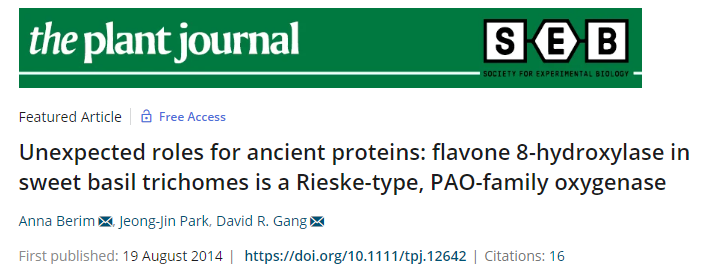 the plant journal
SEB
SOCIETY FOR EXPERIMENTAL BIOLOGY
Featured Article | Free Access
Unexpected roles for ancient proteins: flavone 8-hydroxylase in
sweet basil trichomes is a Rieske-type, PAO-family oxygenase
Anna Berim, Jeong-Jin Park, David R. Gang
First published: 19 August 2014 | https://doi.org/10.1111/tpj.12642 | Citations: 16